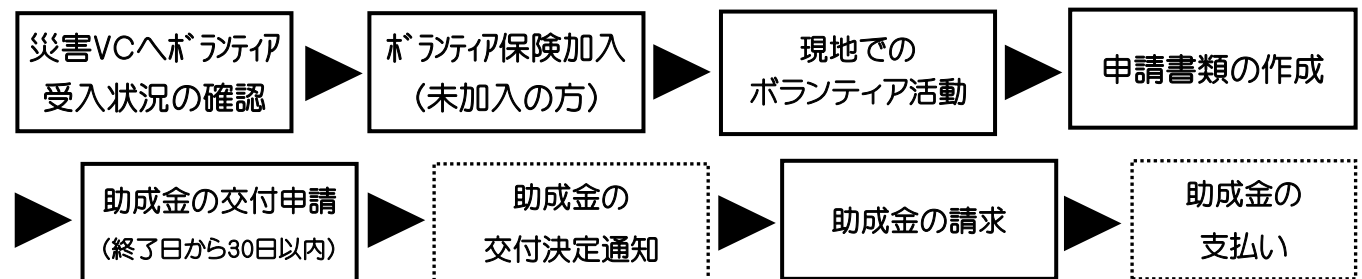 災害VCへﾎﾞﾗﾝﾃｨｱ
受入状況の確認
ﾎﾞﾗﾝﾃｨｱ保険加入
（未加入の方）
現地での
ボランティア活動
申請書類の作成
助成金の交付申請
（終了日から30日以内）
助成金の
交付決定通知
助成金の請求
助成金の
支払い